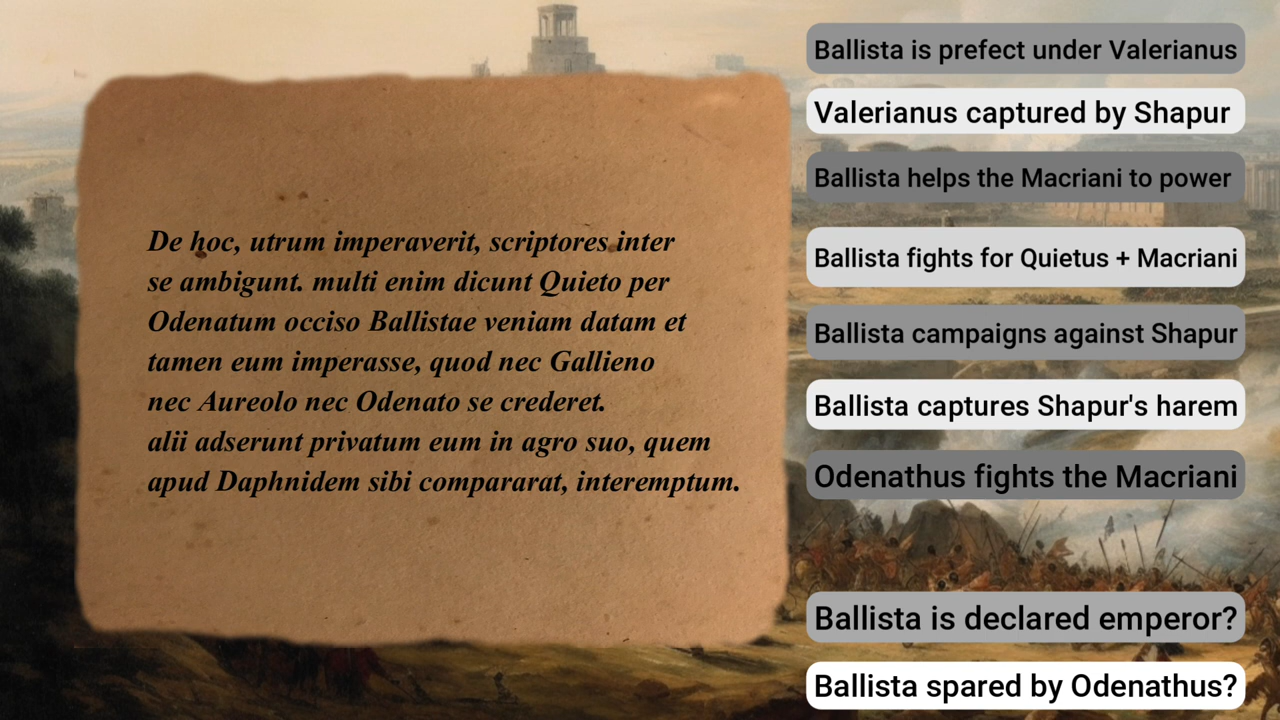 De hoc, utrum imperaverit, scriptores inter
se ambigunt. multi enim dicunt Quieto per
Odenatum occiso Ballistae veniam datam et
tamen eum imperasse, quod nec Gallieno
nec Aureolo nec Odenato se crederet.
alii adserunt privatum eum in agro suo, quem
apud Daphnidem sibi compararat, interemptum.
Ballista is prefect under Valerianus
Valerianus captured by Shapur
Ballista helps the Macriani to power
Ballista fights for Quietus + Macriani
Ballista campaigns against Shapur
Ballista captures Shapur's harem
Odenathus fights the Macriani
Ballista is declared emperor?
Ballista spared by Odenathus?